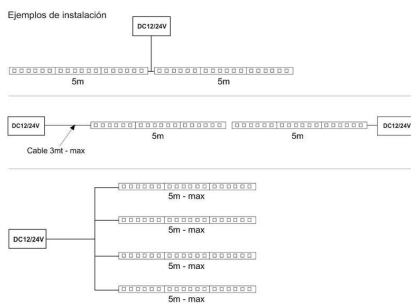 Ejemplos de instalación
DC12/24V
5m 5m
DC12/24V DC12/24V
5m 5m
Cable 3mt - max
5m - max
5m - max
DC12/24V
5m - max
5m - max